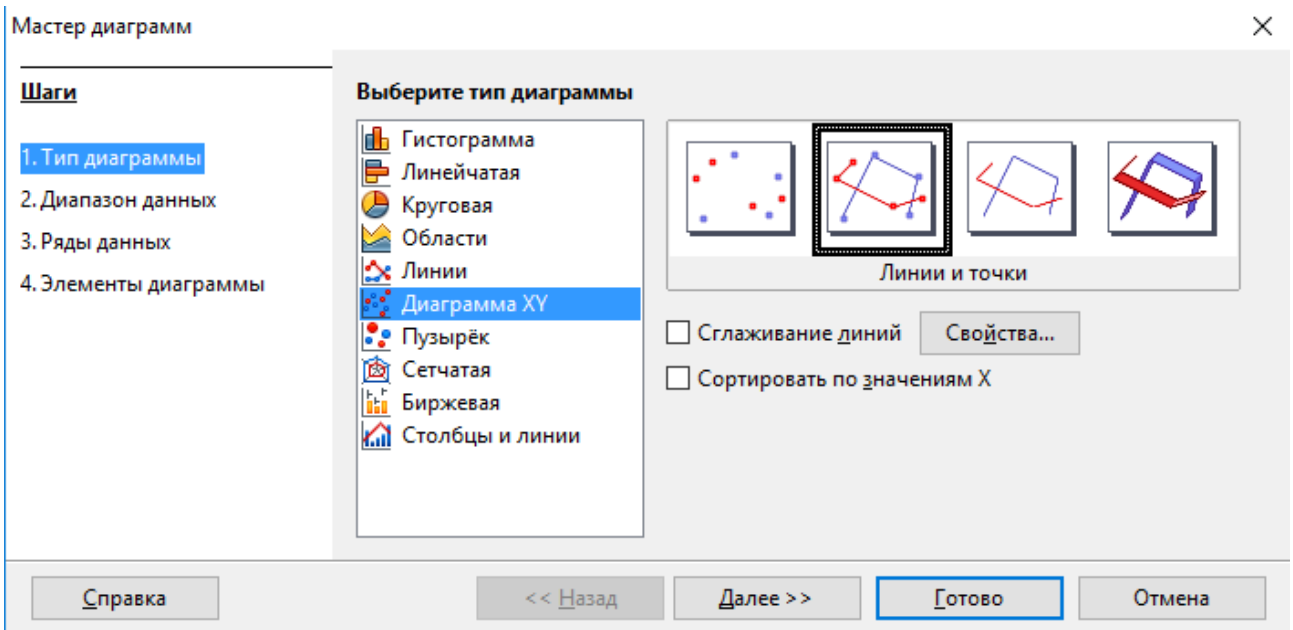 Мастер диаграмм
Шаги
1. Тип диаграммы
2. Диапазон данных
3. Ряды данных
4. Элементы диаграммы
Выберите тип диаграммы
Гистограмма
Линейчатая
Круговая
Области
Линии
Диаграмма XY
Пузырёк
Сетчатая
Биржевая
Столбцы и линии
Линии и точки
Сглаживание линий
Свойства...
Сортировать по значениям X
Справка
<< Назад
Далее >>
Готово
Отмена